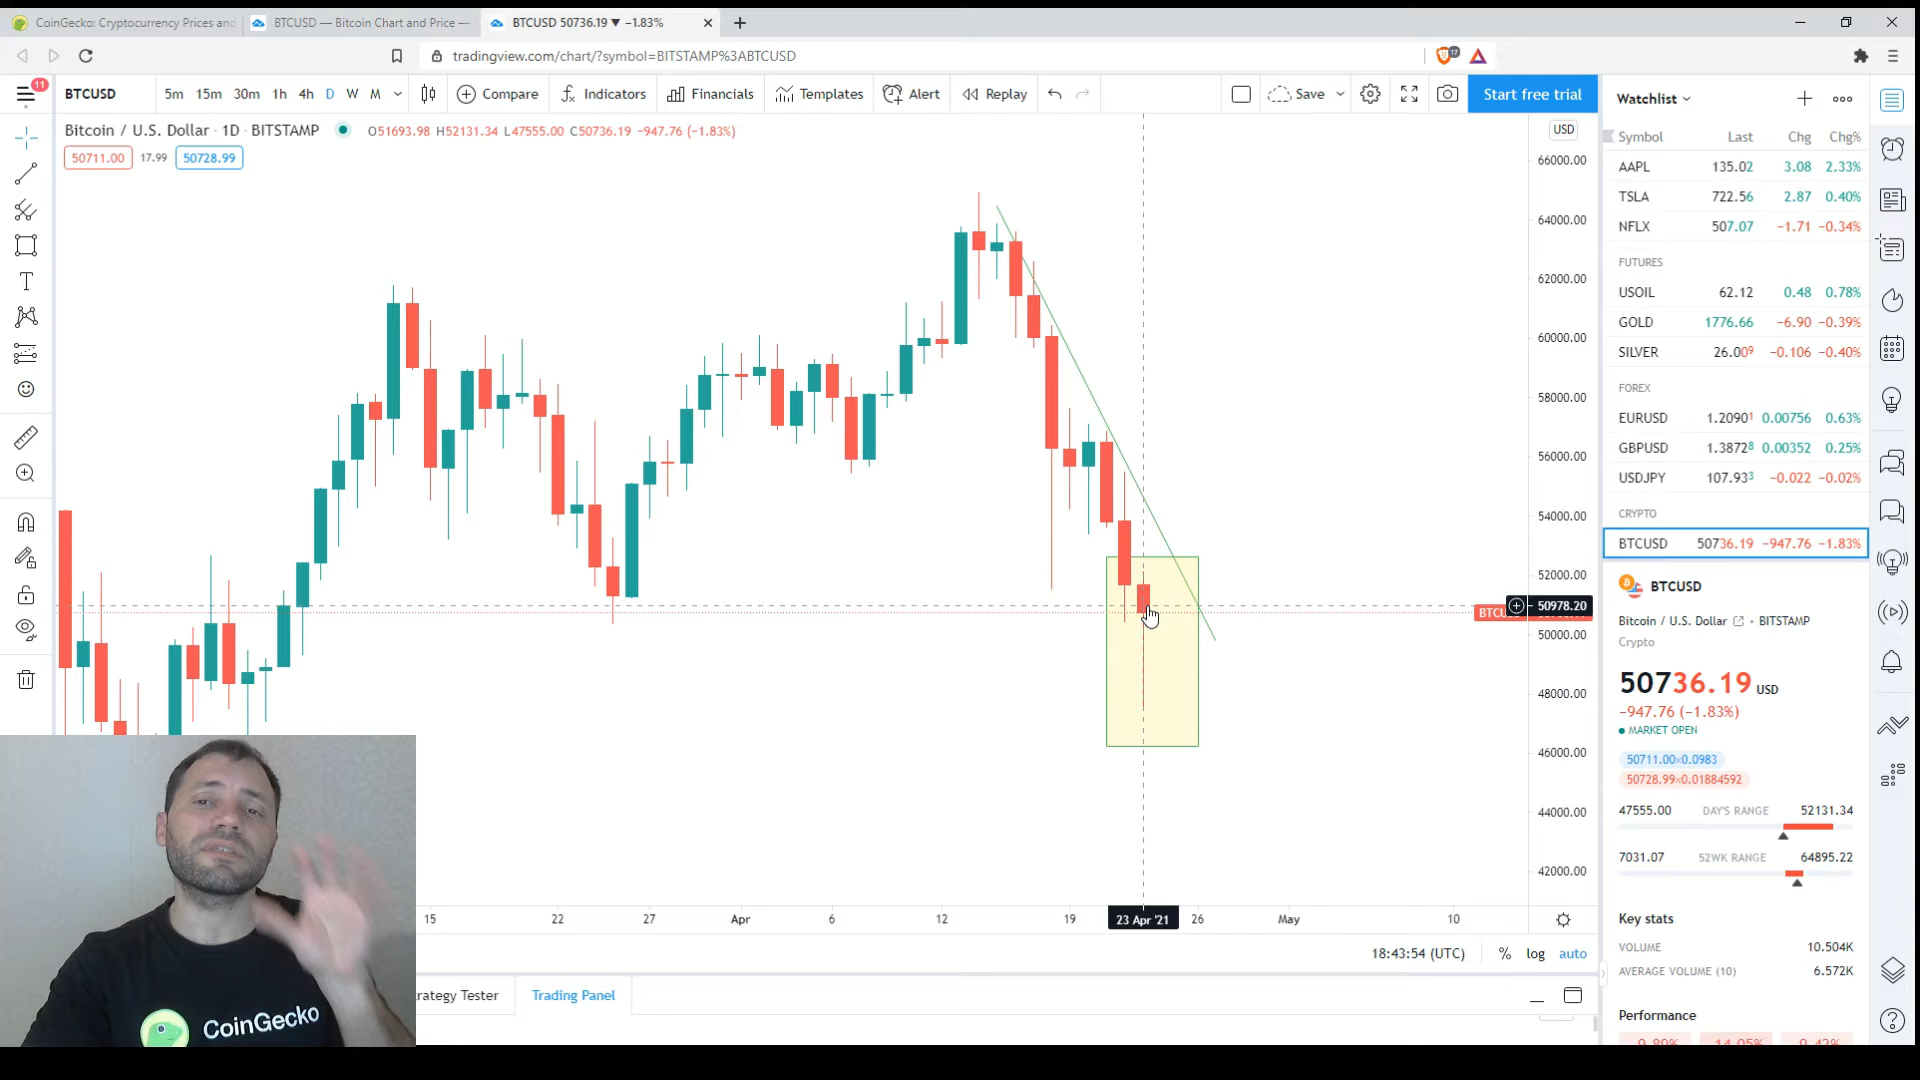 CoinGecko: Cryptocurrency Prices and
BTCUSD — Bitcoin Chart and Price —
BTCUSD 50736.19 ▼ −1.83%
tradingview.com/chart/?symbol=BITSTAMP%3ABTCUSD
17
11
BTCUSD 5m 15m 30m 1h 4h D W M Compare Indicators Financials Templates Alert Replay Save Start free trial
Bitcoin / U.S. Dollar · 1D · BITSTAMP O51693.98 H52131.34 L47555.00 C50736.19 −947.76 (−1.83%)
50711.00 17.99 50728.99
USD
66000.00
64000.00
62000.00
60000.00
58000.00
56000.00
54000.00
52000.00
50978.20
50000.00
48000.00
46000.00
44000.00
42000.00
15 22 27 Apr 6 12 19 23 Apr '21 26 May 10
18:43:54 (UTC) % log auto
rategy Tester Trading Panel
Watchlist
Symbol Last Chg Chg%
AAPL 135.02 3.08 2.33%
TSLA 722.56 2.87 0.40%
NFLX 507.07 −1.71 −0.34%
FUTURES
USOIL 62.12 0.48 0.78%
GOLD 1776.66 −6.90 −0.39%
SILVER 26.009 −0.106 −0.40%
FOREX
EURUSD 1.20901 0.00756 0.63%
GBPUSD 1.38728 0.00352 0.25%
USDJPY 107.933 −0.022 −0.02%
CRYPTO
BTCUSD 50736.19 −947.76 −1.83%
BTCUSD
Bitcoin / U.S. Dollar • BITSTAMP
Crypto
50736.19 USD
−947.76 (−1.83%)
MARKET OPEN
50711.00×0.0983
50728.99×0.01884592
47555.00 DAY'S RANGE 52131.34
7031.07 52WK RANGE 64895.22
Key stats
VOLUME 10.504K
AVERAGE VOLUME (10) 6.572K
Performance
CoinGecko